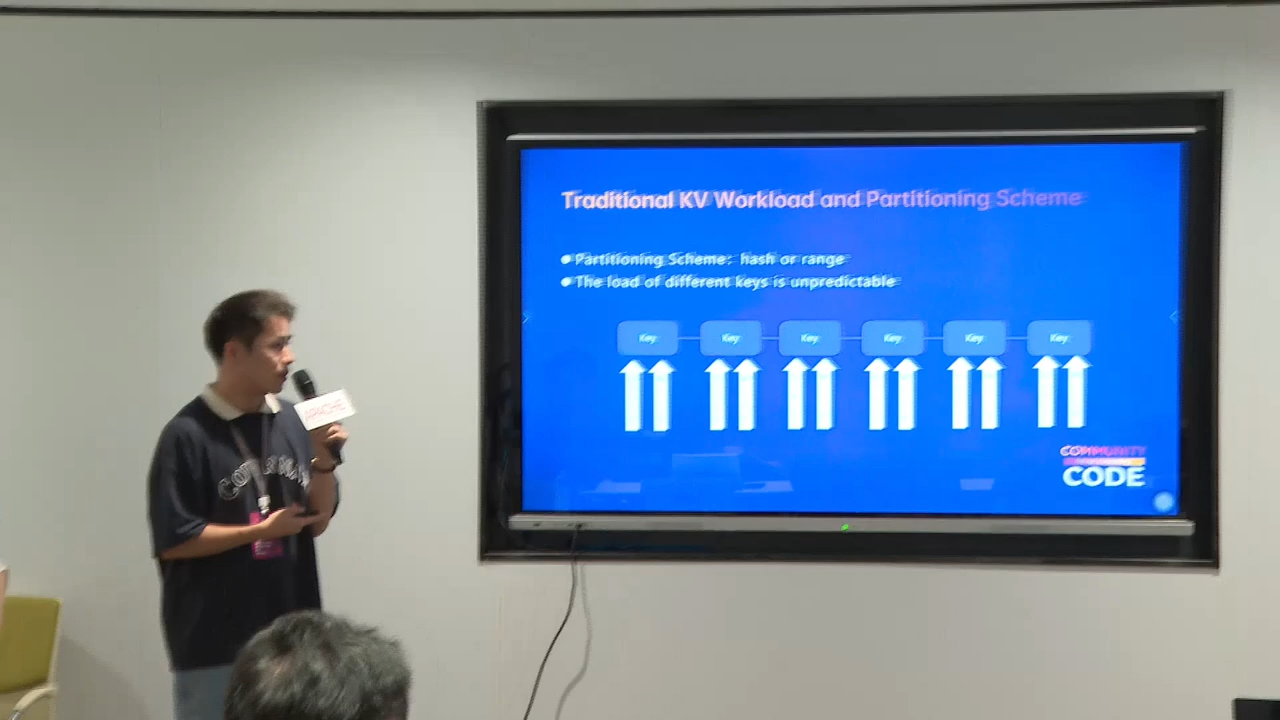 Traditional KV Workload and Partitioning Scheme
Partitioning Scheme: hash or range
The load of different keys is unpredictable
Key
Key
Key
Key
Key
Key
COMMUNITY
CODE
APACHE